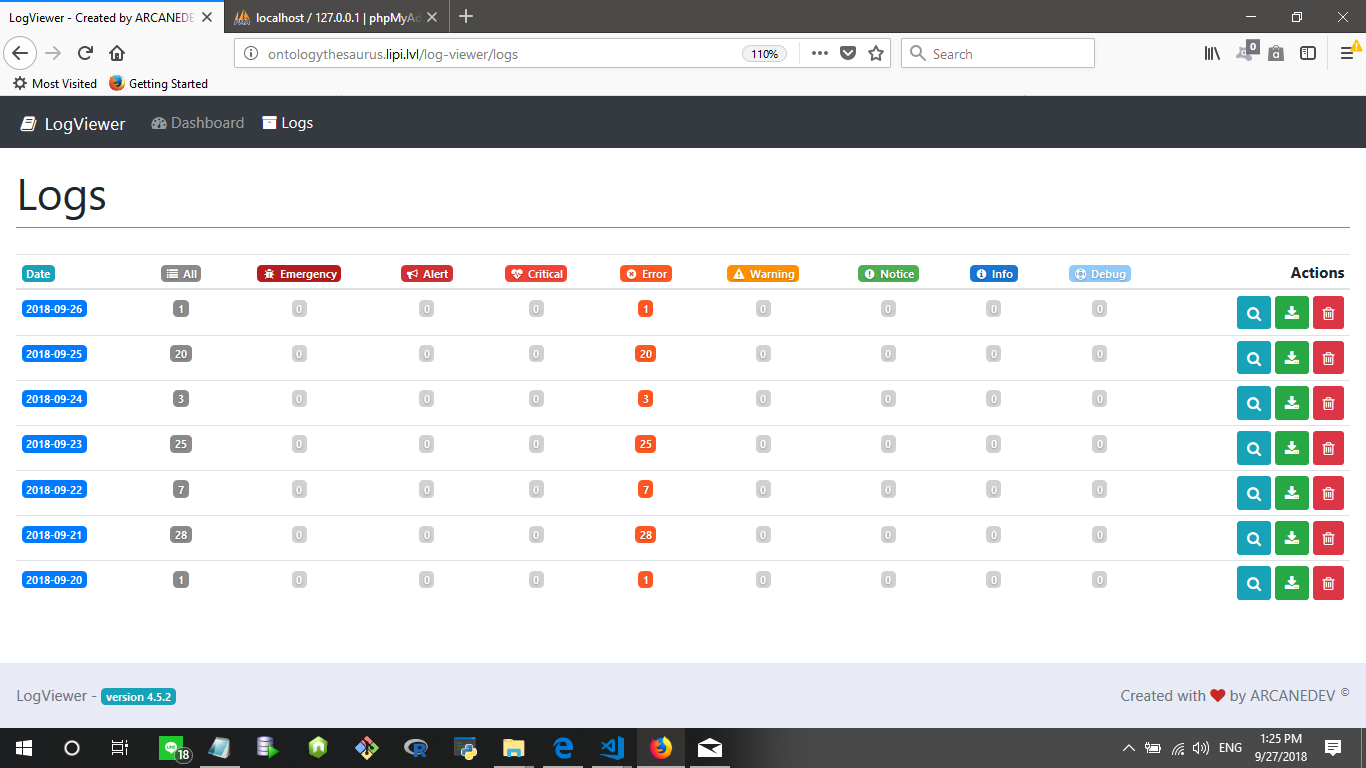 LogViewer - Created by ARCANEDE
localhost / 127.0.0.1 | phpMyAd
ontologythesaurus.lipi.lvl/log-viewer/logs
110%
Search
0
Most Visited
Getting Started
LogViewer
Dashboard
Logs
Logs
Date All Emergency Alert Critical Error Warning Notice Info Debug Actions
2018-09-26 1 0 0 0 1 0 0 0 0
2018-09-25 20 0 0 0 20 0 0 0 0
2018-09-24 3 0 0 0 3 0 0 0 0
2018-09-23 25 0 0 0 25 0 0 0 0
2018-09-22 7 0 0 0 7 0 0 0 0
2018-09-21 28 0 0 0 28 0 0 0 0
2018-09-20 1 0 0 0 1 0 0 0 0
LogViewer - version 4.5.2
Created with ❤ by ARCANEDEV ©
18
ENG
1:25 PM
9/27/2018